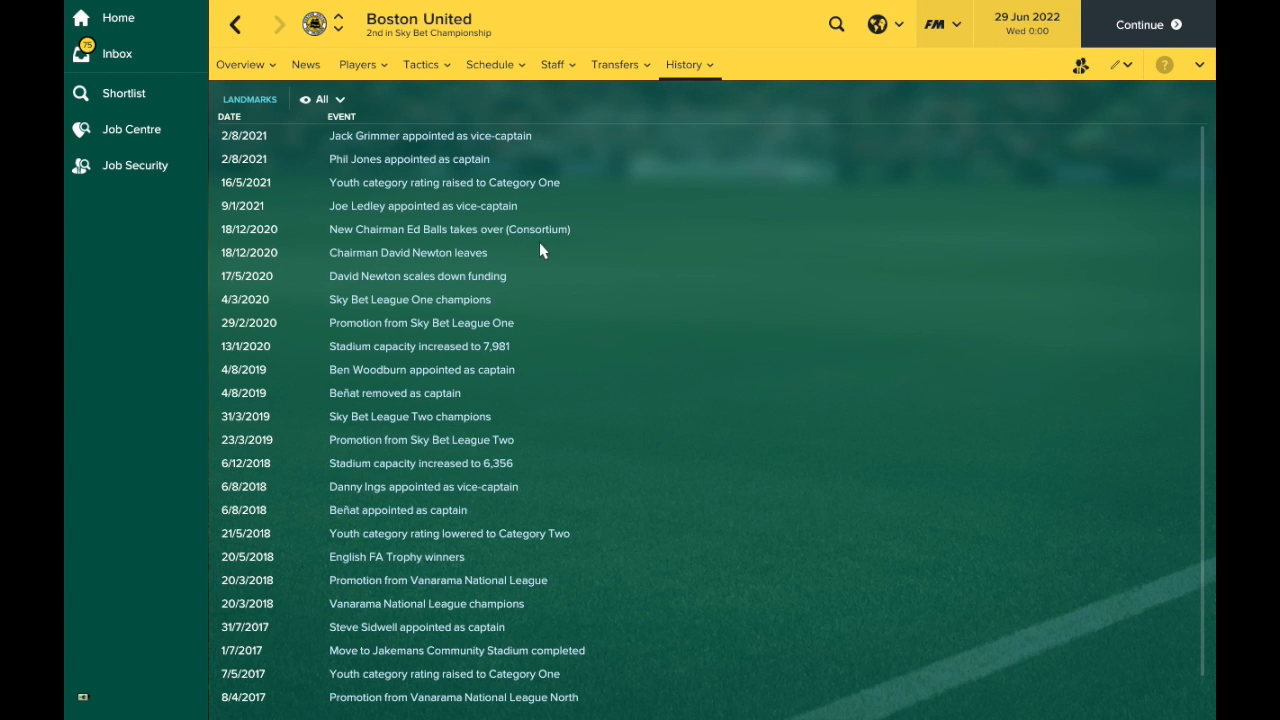 Home
Inbox
75
Shortlist
Job Centre
Job Security
Boston United
2nd in Sky Bet Championship
FM
29 Jun 2022
Wed 0:00
Continue
Overview
News
Players
Tactics
Schedule
Staff
Transfers
History
?
LANDMARKS
All
DATE EVENT
2/8/2021 Jack Grimmer appointed as vice-captain
2/8/2021 Phil Jones appointed as captain
16/5/2021 Youth category rating raised to Category One
9/1/2021 Joe Ledley appointed as vice-captain
18/12/2020 New Chairman Ed Balls takes over (Consortium)
18/12/2020 Chairman David Newton leaves
17/5/2020 David Newton scales down funding
4/3/2020 Sky Bet League One champions
29/2/2020 Promotion from Sky Bet League One
13/1/2020 Stadium capacity increased to 7,981
4/8/2019 Ben Woodburn appointed as captain
4/8/2019 Beñat removed as captain
31/3/2019 Sky Bet League Two champions
23/3/2019 Promotion from Sky Bet League Two
6/12/2018 Stadium capacity increased to 6,356
6/8/2018 Danny Ings appointed as vice-captain
6/8/2018 Beñat appointed as captain
21/5/2018 Youth category rating lowered to Category Two
20/5/2018 English FA Trophy winners
20/3/2018 Promotion from Vanarama National League
20/3/2018 Vanarama National League champions
31/7/2017 Steve Sidwell appointed as captain
1/7/2017 Move to Jakemans Community Stadium completed
7/5/2017 Youth category rating raised to Category One
8/4/2017 Promotion from Vanarama National League North